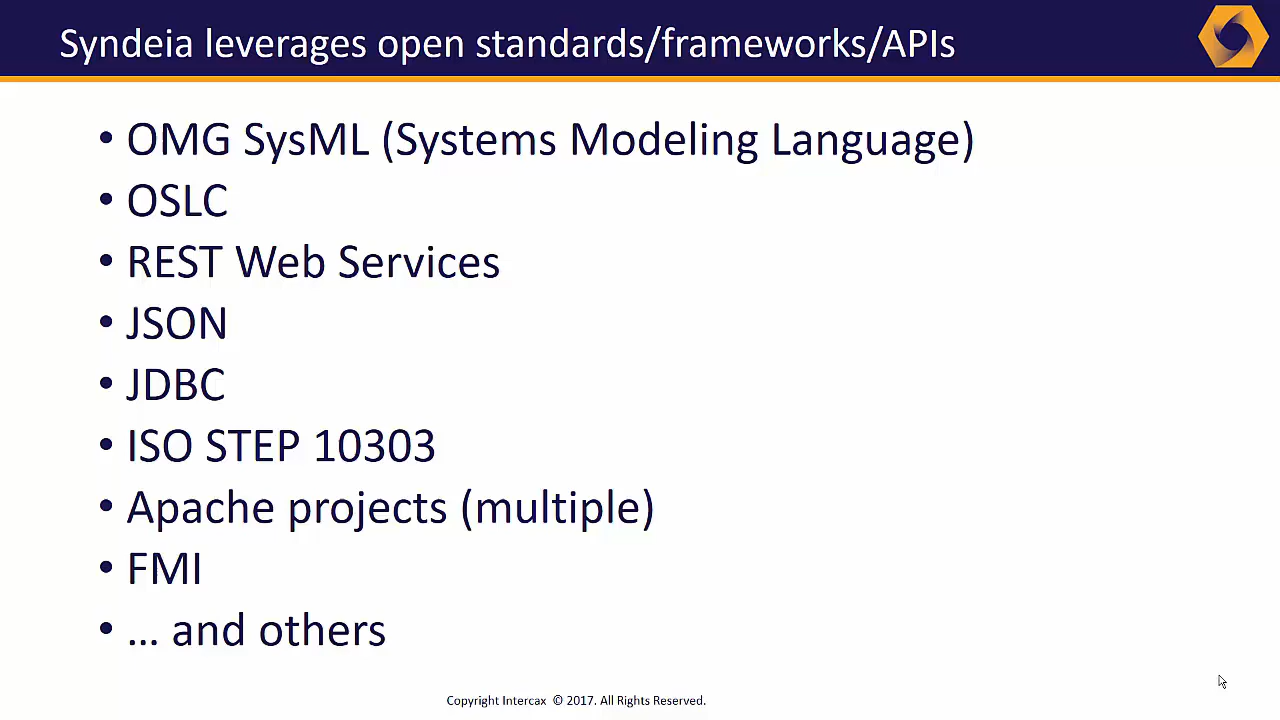 Syndeia leverages open standards/frameworks/APIs
• OMG SysML (Systems Modeling Language)
• OSLC
• REST Web Services
• JSON
• JDBC
• ISO STEP 10303
• Apache projects (multiple)
• FMI
• … and others
Copyright Intercax © 2017. All Rights Reserved.